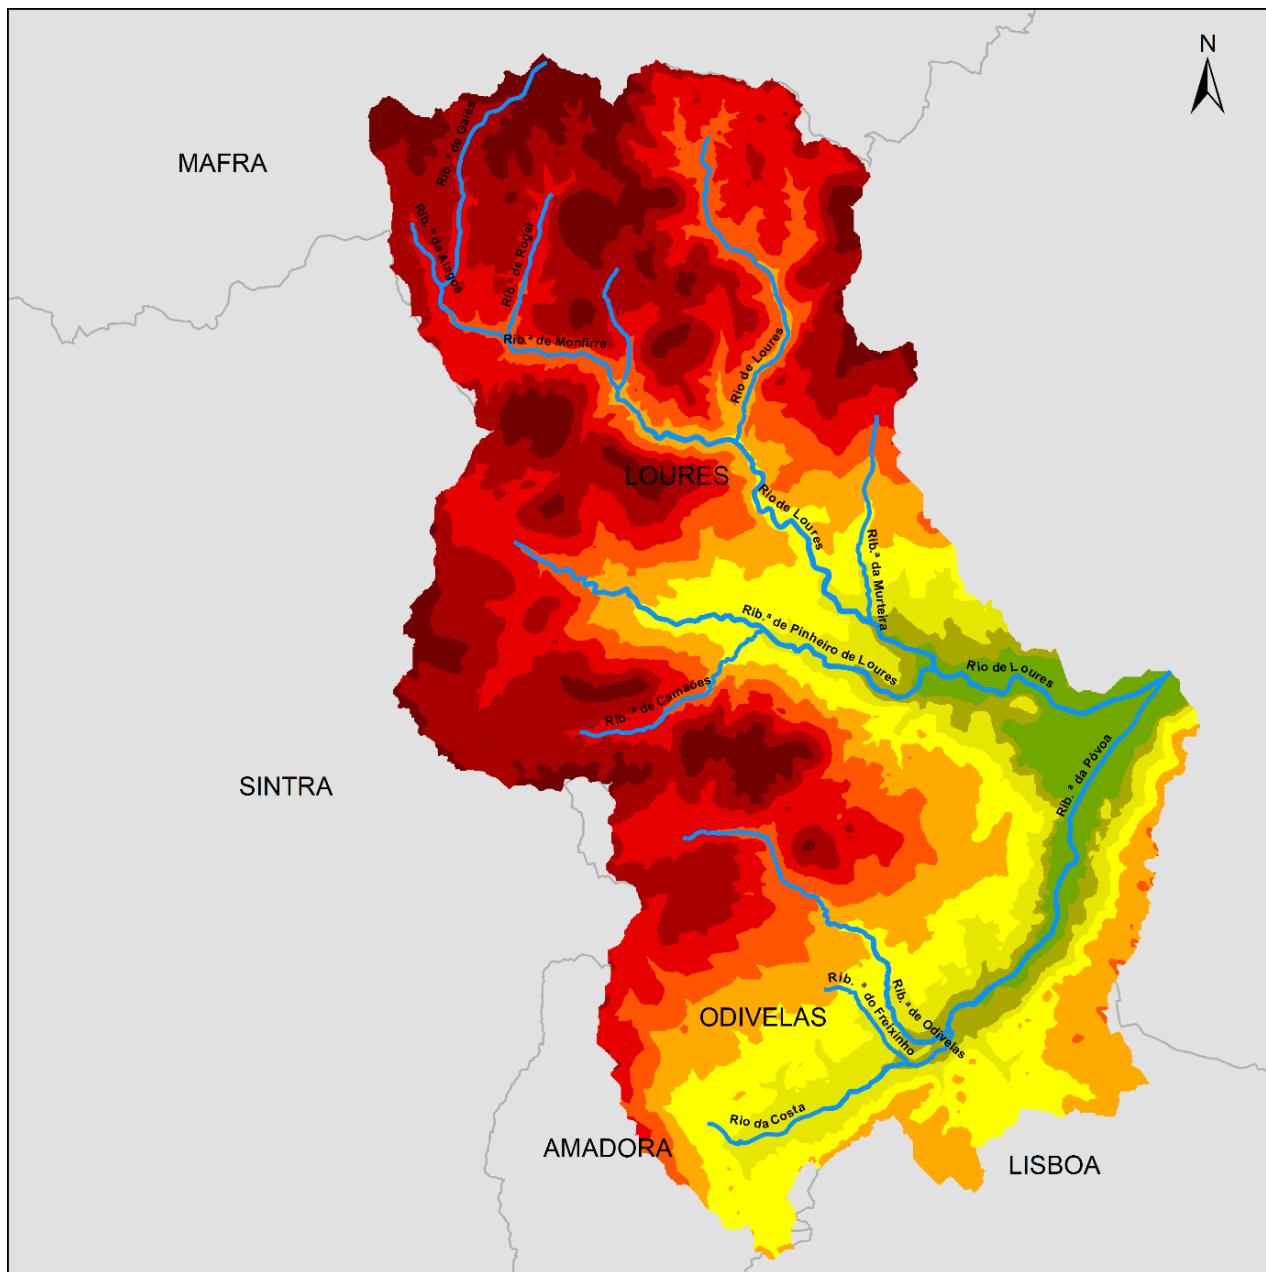 N
MAFRA
Rib.ª de Galés
Rib.ª da Alagoa
Rib.ª de Rogel
Rib.ª de Monfirre
Rio de Loures
LOURES
Rio de Loures
Rib.ª da Murteira
Rib.ª de Pinheiro de Loures
Rio de Loures
Rib.ª de Camaões
Rib.ª da Póvoa
SINTRA
Rib.ª do Freixinho
Rib.ª de Odivelas
ODIVELAS
Rio da Costa
AMADORA
LISBOA